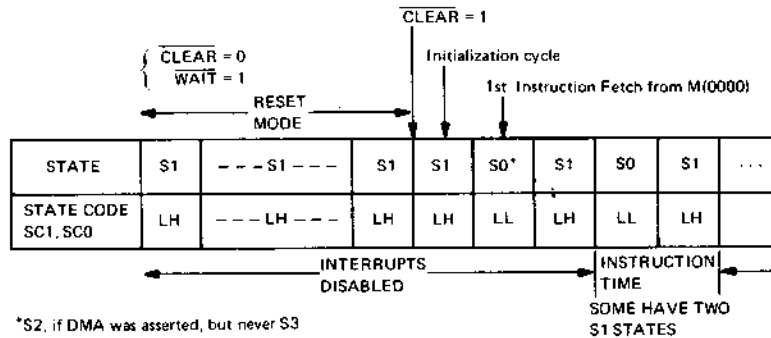 CLEAR = 1
CLEAR = 0
WAIT = 1
Initialization cycle
1st Instruction Fetch from M(0000)
RESET
MODE
STATE S1 - - - S1 - - - - S1 S1 S0* S1 S0 S1 ...
STATE CODE
SC1, SC0
LH - - - LH - - - - LH LH LL LH LL LH
INTERRUPTS
DISABLED
INSTRUCTION
TIME
SOME HAVE TWO
S1 STATES
*S2, if DMA was asserted, but never S3